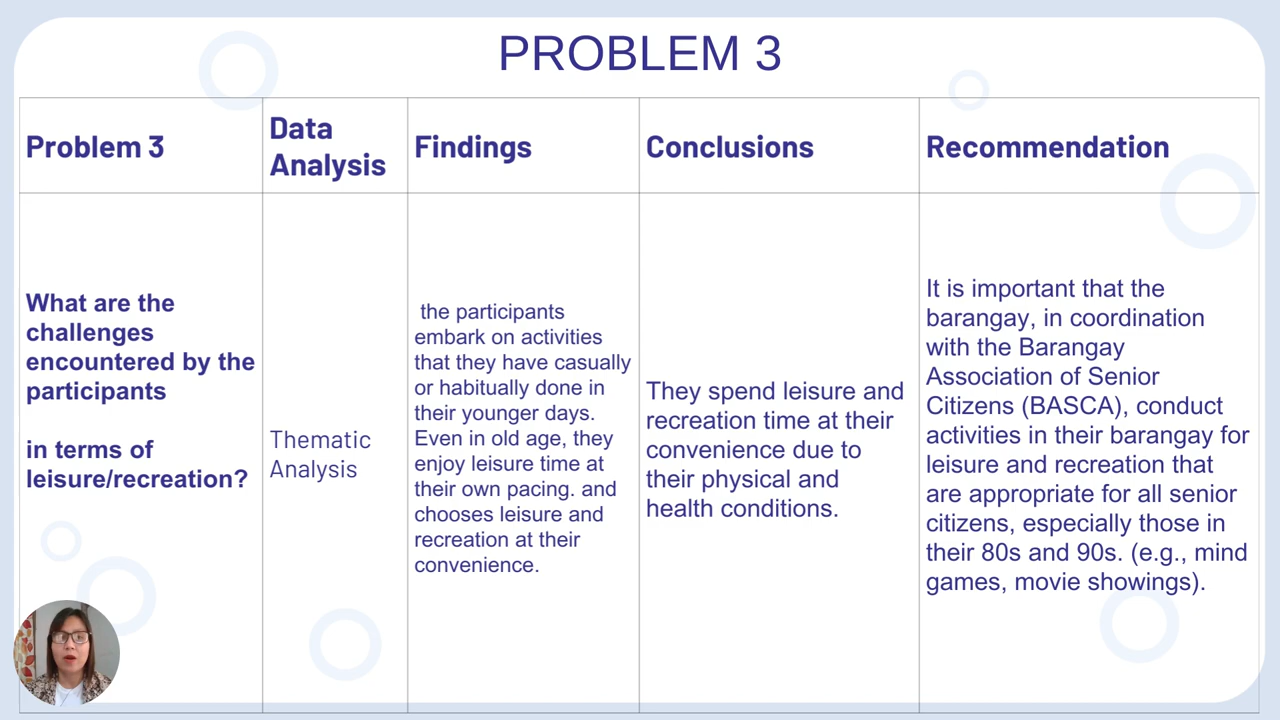 PROBLEM 3
Problem 3
Data
Analysis
Findings
Conclusions
Recommendation
What are the
challenges
encountered by the
participants
in terms of
leisure/recreation?
Thematic
Analysis
the participants
embark on activities
that they have casually
or habitually done in
their younger days.
Even in old age, they
enjoy leisure time at
their own pacing. and
chooses leisure and
recreation at their
convenience.
They spend leisure and
recreation time at their
convenience due to
their physical and
health conditions.
It is important that the
barangay, in coordination
with the Barangay
Association of Senior
Citizens (BASCA), conduct
activities in their barangay for
leisure and recreation that
are appropriate for all senior
citizens, especially those in
their 80s and 90s. (e.g., mind
games, movie showings).